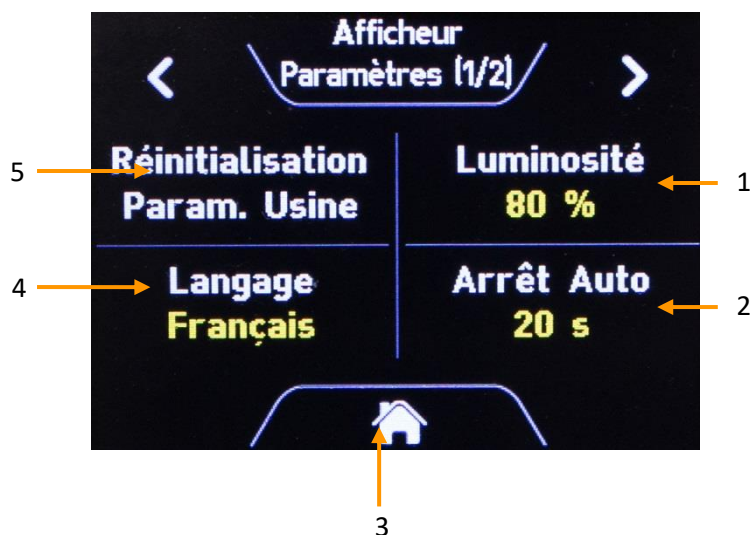 Afficheur
Paramètres (1/2)
5
Réinitialisation
Param. Usine
Luminosité
80 %
1
4
Langage
Français
Arrêt Auto
20 s
2
3